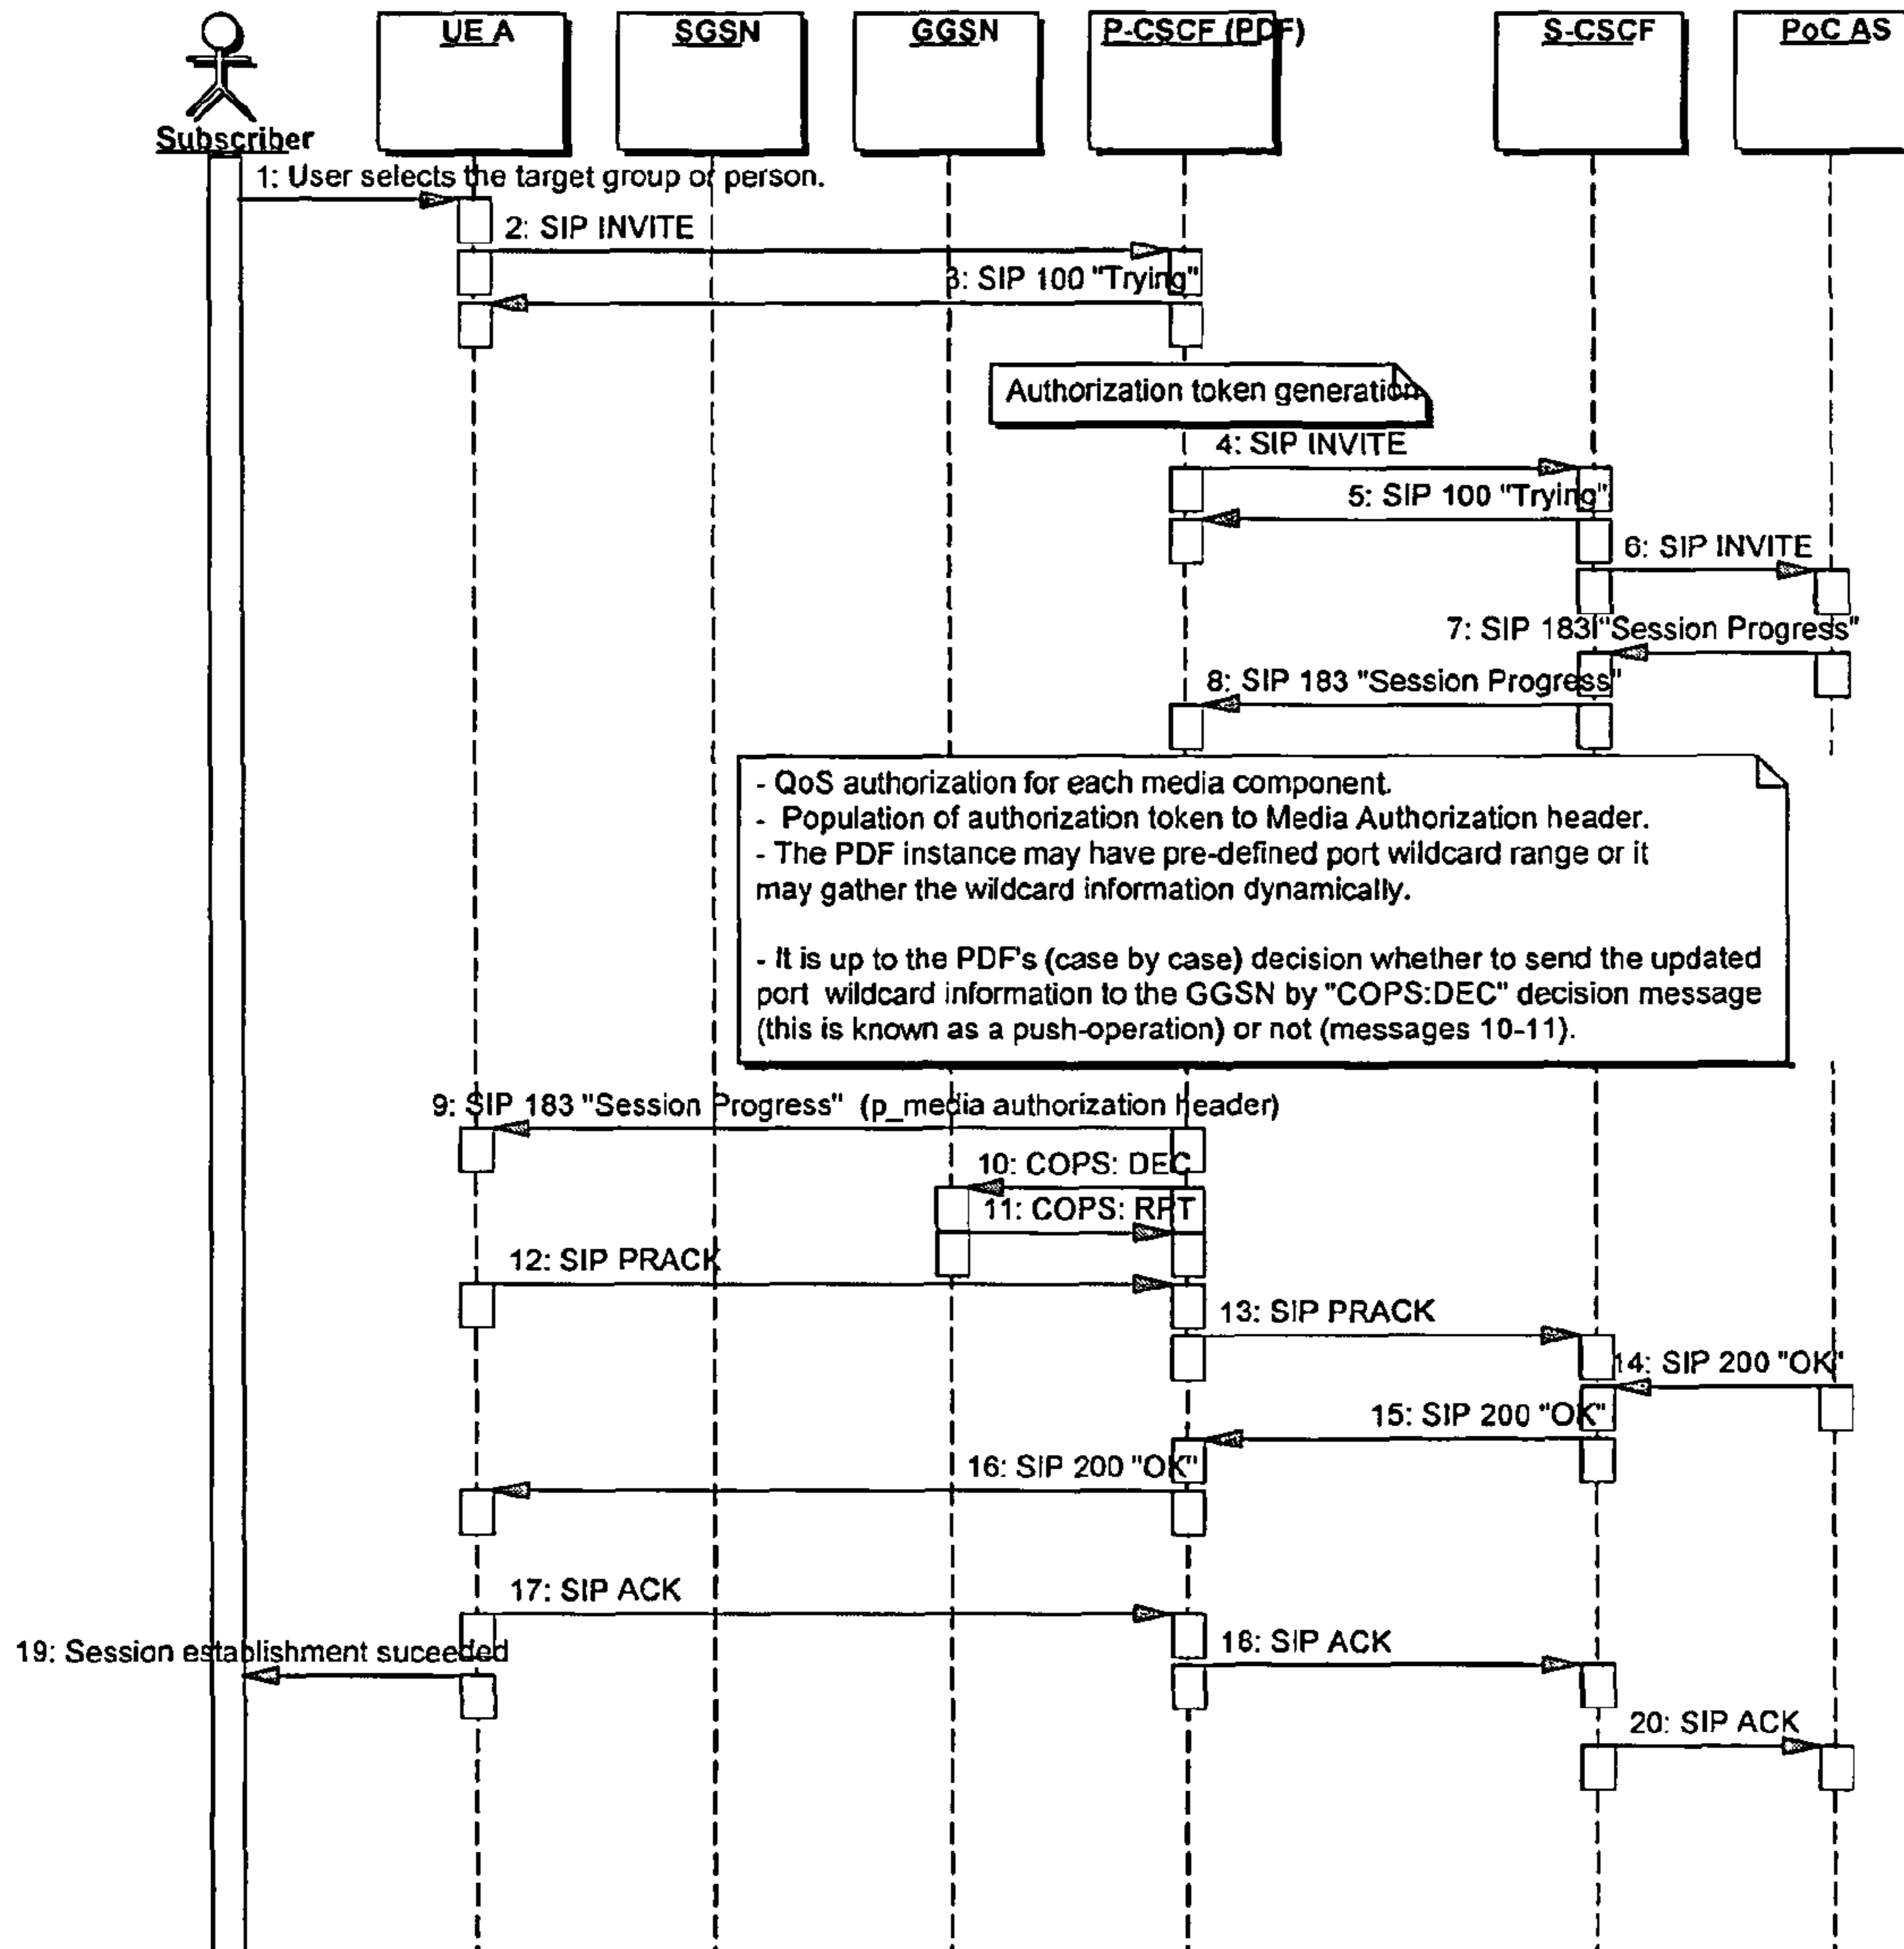 UE A
SGSN
GGSN
P-CSCF (PDF)
S-CSCF
PoC AS
Subscriber
1: User selects the target group or person.
2: SIP INVITE
3: SIP 100 "Trying"
Authorization token generation
4: SIP INVITE
5: SIP 100 "Trying"
6: SIP INVITE
7: SIP 183 "Session Progress"
8: SIP 183 "Session Progress"
- QoS authorization for each media component.
- Population of authorization token to Media Authorization header.
- The PDF instance may have pre-defined port wildcard range or it
may gather the wildcard information dynamically.
- It is up to the PDF's (case by case) decision whether to send the updated
port wildcard information to the GGSN by "COPS:DEC" decision message
(this is known as a push-operation) or not (messages 10-11).
9: SIP 183 "Session Progress" (p_media authorization header)
10: COPS: DEC
11: COPS: RPT
12: SIP PRACK
13: SIP PRACK
14: SIP 200 "OK"
15: SIP 200 "OK"
16: SIP 200 "OK"
17: SIP ACK
18: SIP ACK
19: Session establishment suceeded
20: SIP ACK